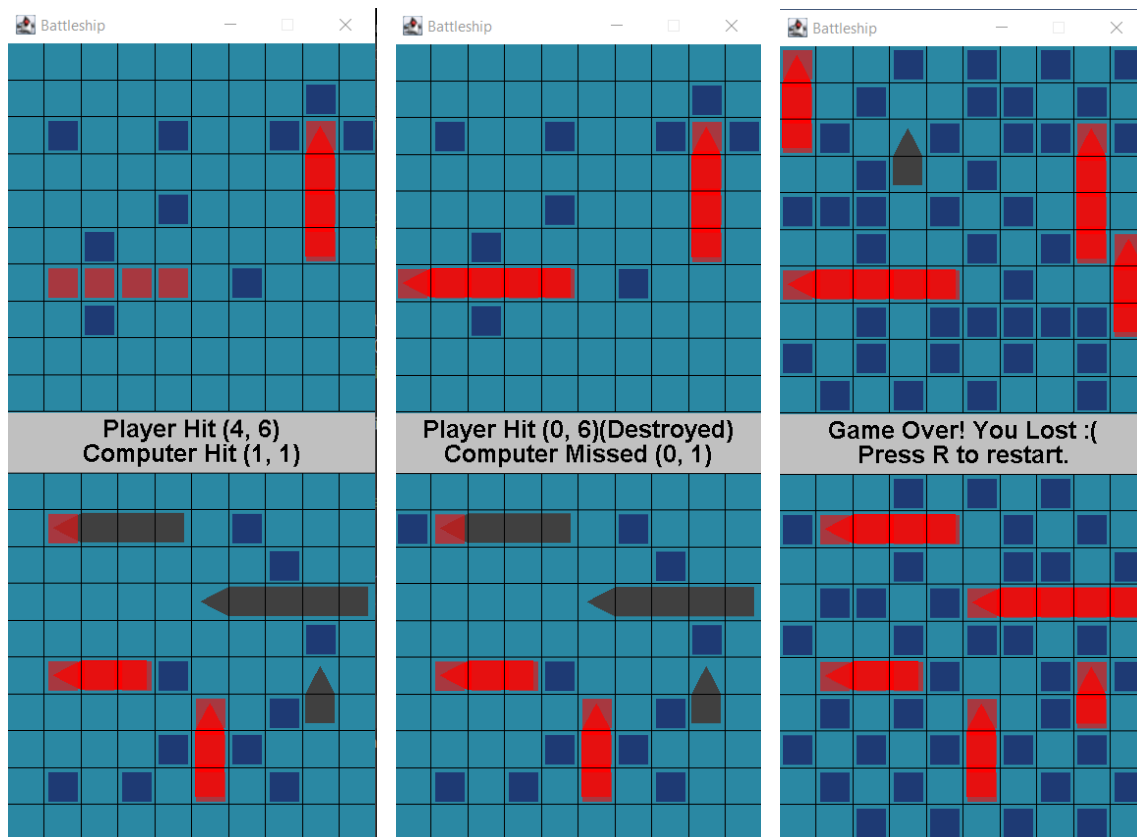 Battleship
Player Hit (4, 6)
Computer Hit (1, 1)
Battleship
Player Hit (0, 6)(Destroyed)
Computer Missed (0, 1)
Battleship
Game Over! You Lost :(
Press R to restart.